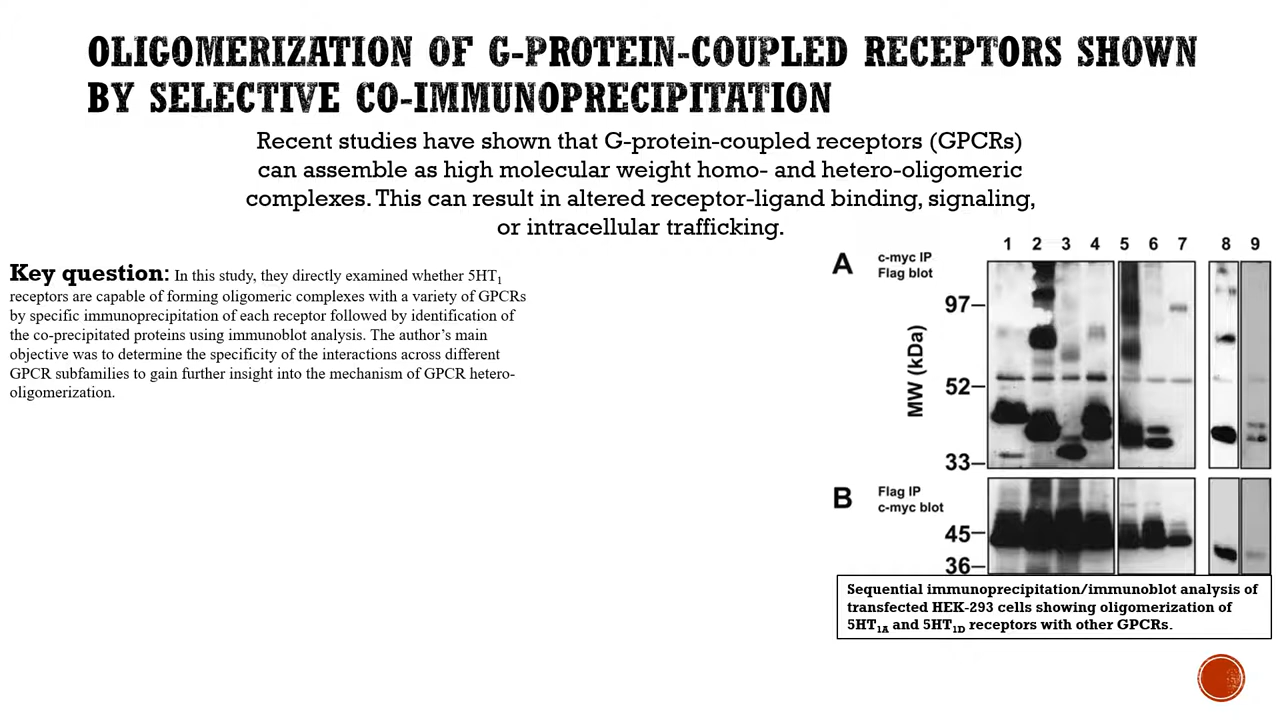 OLIGOMERIZATION OF G-PROTEIN-COUPLED RECEPTORS SHOWN
BY SELECTIVE CO-IMMUNOPRECIPITATION
Recent studies have shown that G-protein-coupled receptors (GPCRs)
can assemble as high molecular weight homo- and hetero-oligomeric
complexes. This can result in altered receptor-ligand binding, signaling,
or intracellular trafficking.
Key question: In this study, they directly examined whether 5HT1
receptors are capable of forming oligomeric complexes with a variety of GPCRs
by specific immunoprecipitation of each receptor followed by identification of
the co-precipitated proteins using immunoblot analysis. The author's main
objective was to determine the specificity of the interactions across different
GPCR subfamilies to gain further insight into the mechanism of GPCR hetero-
oligomerization.
1 2 3 4 5 6 7 8 9
A
c-myc IP
Flag blot
MW (kDa)
97
52
33
B
Flag IP
c-myc blot
45
36
Sequential immunoprecipitation/immunoblot analysis of
transfected HEK-293 cells showing oligomerization of
5HT1A and 5HT1D receptors with other GPCRs.